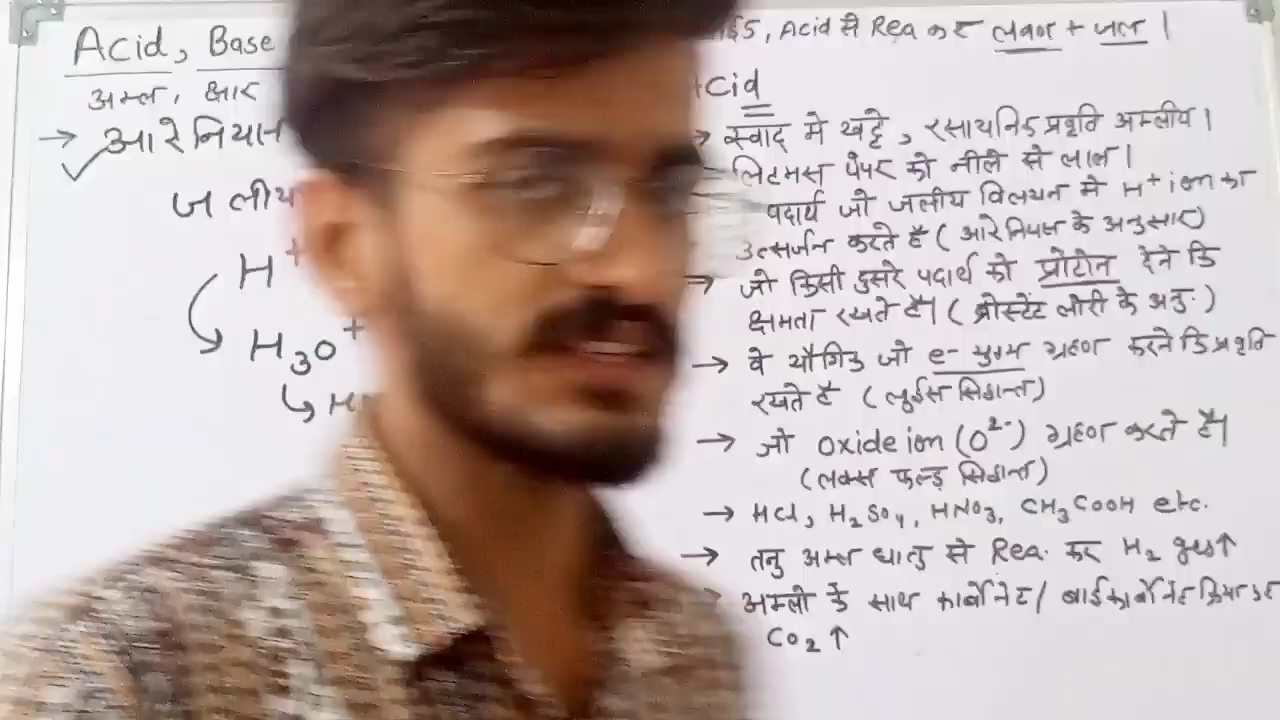 Acid, Base
अम्ल, क्षार
→ आरेनियस
जलीय
H+
H3O+
Acid से Rea कर लवण + जल।
Acid
→ स्वाद मे खट्टे, रसायनिक प्रवृति अम्लीय।
लिटमस पेपर को नीले से लाल।
पदार्थ जो जलीय विलयन मे H+ ion का
उत्सर्जन करते है (आरेनियस के अनुसार)
→ जो किसी दुसरे पदार्थ को प्रोटोन देने कि
क्षमता रखते है। (ब्रोंस्टेंट लोरी के अनु.)
→ वे यौगिक जो e- युग्म ग्रहण करने कि प्रवृति
रखते है (लुईस सिद्धान्त)
→ जो oxide ion (O2-) ग्रहण करते है।
(लक्स फल्ड सिद्धान्त)
→ HCl, H2SO4, HNO3, CH3COOH etc.
→ तनु अम्ल धातु से Rea. कर H2 gas↑
अम्लो के साथ कार्बोनेट/ बाईकार्बोनेट क्रिया कर
CO2↑